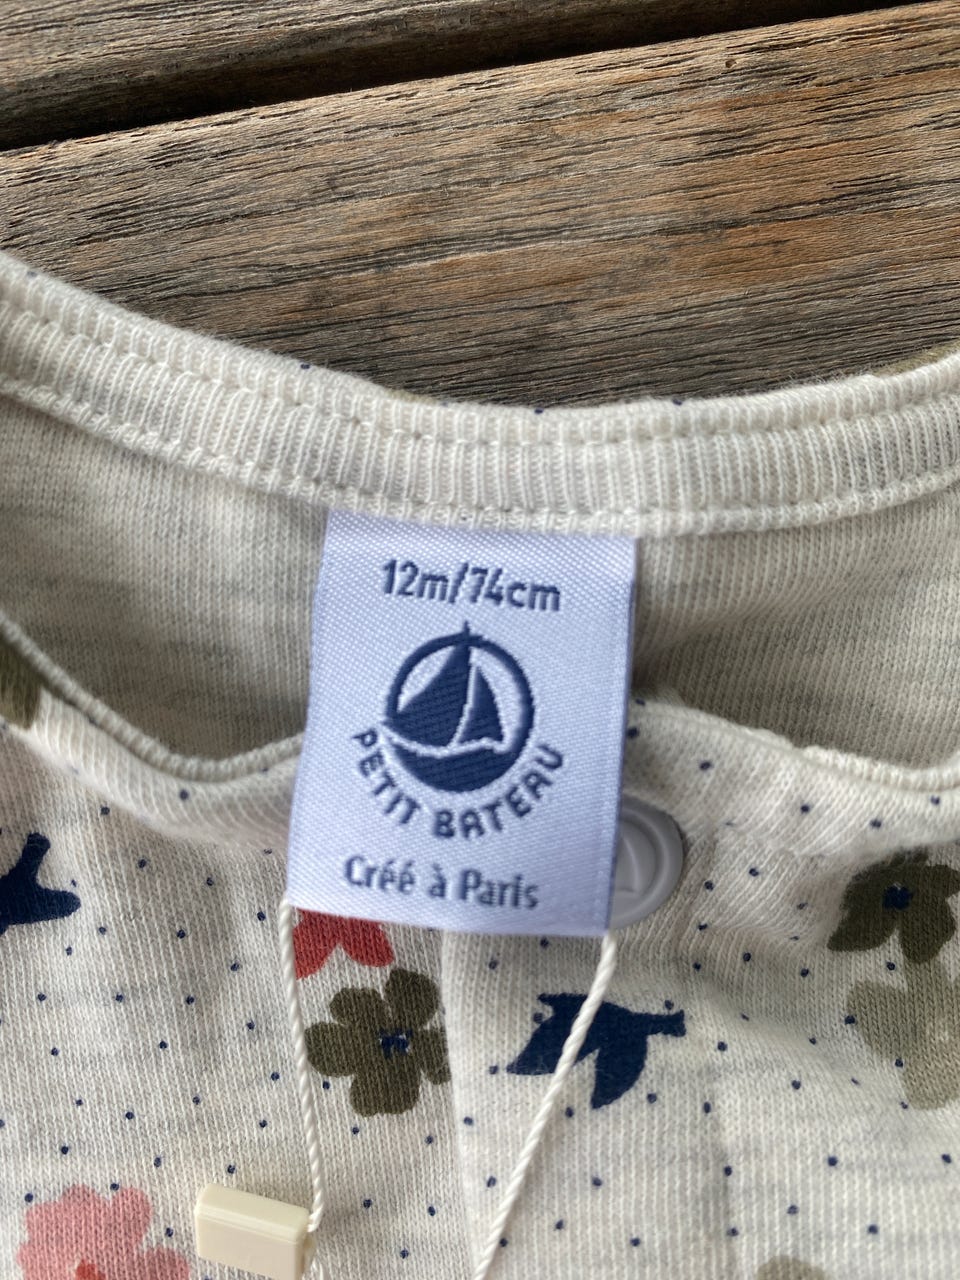 12m/74cm
PETIT BATEAU
Créé à Paris